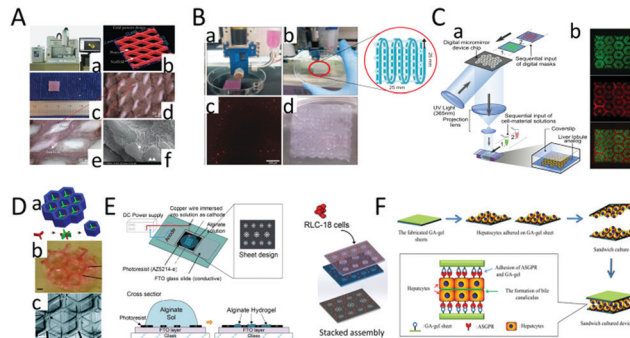 A
a
b
c
d
e
f
B
a
b
25 mm
25 mm
c
d
C
a
Digital micromirror
device chip
Sequential input
of digital masks
UV Light
(365nm)
Projection
lens
Sequential input of
cell-material solutions
1
2
Coverslip
Liver lobule
analog
b
D
a
b
c
E
DC Power supply
Copper wire immersed
into solution as cathode
Alginate
solution
Anode
Photoresist (AZ5214-e)
FTO glass slide (conductive)
Sheet design
Cross section
Photoresist
Alginate
Sol
FTO layer
Glass
Alginate Hydrogel
FTO layer
Glass
RLC-18 cells
Stacked assembly
F
The fabricated GA-gel
sheets
Hepatocytes adhered on GA-gel sheet
Sandwich culture
Hepatocytes
Adhesion of ASGPR
and GA-gel
The formation of bile
canaliculus
:GA-gel sheet
: ASGPR
: Hepatocytes
Sandwich cultured device